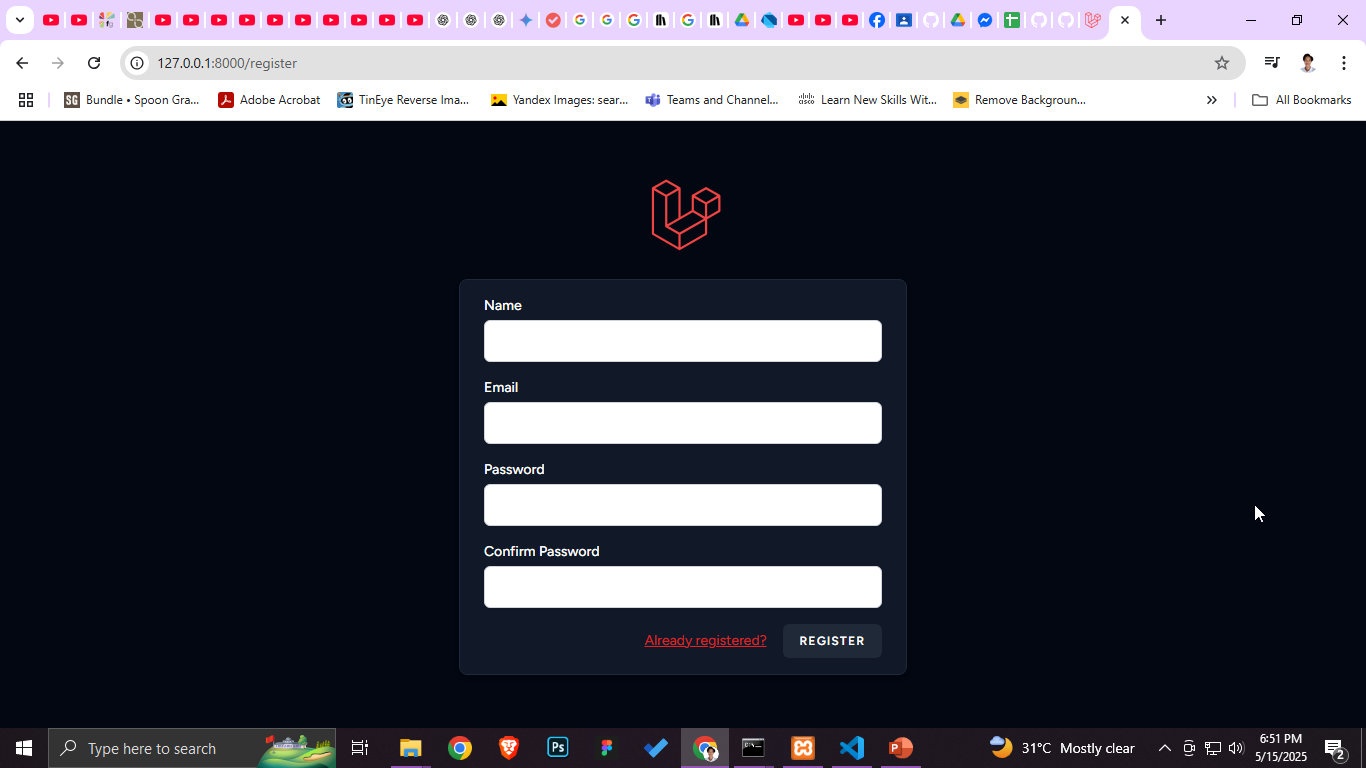 127.0.0.1:8000/register
Bundle • Spoon Gra...
Adobe Acrobat
TinEye Reverse Ima...
Yandex Images: sear...
Teams and Channel...
Learn New Skills Wit...
Remove Backgroun...
All Bookmarks
Name
Email
Password
Confirm Password
Already registered?
REGISTER
Type here to search
31°C Mostly clear
6:51 PM
5/15/2025
2